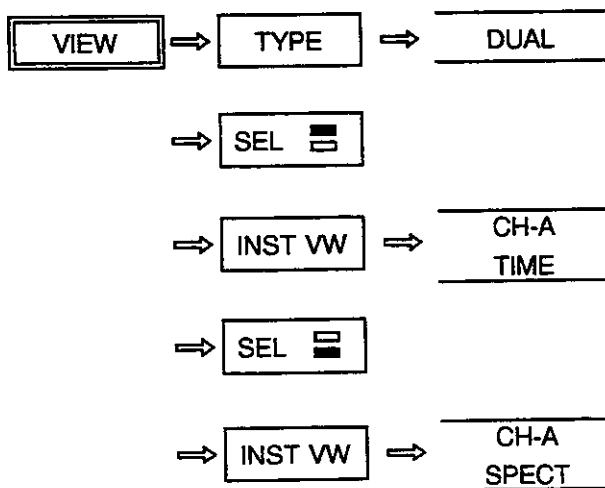 VIEW TYPE DUAL
SEL
INST VW CH-A
TIME
SEL
INST VW CH-A
SPECT